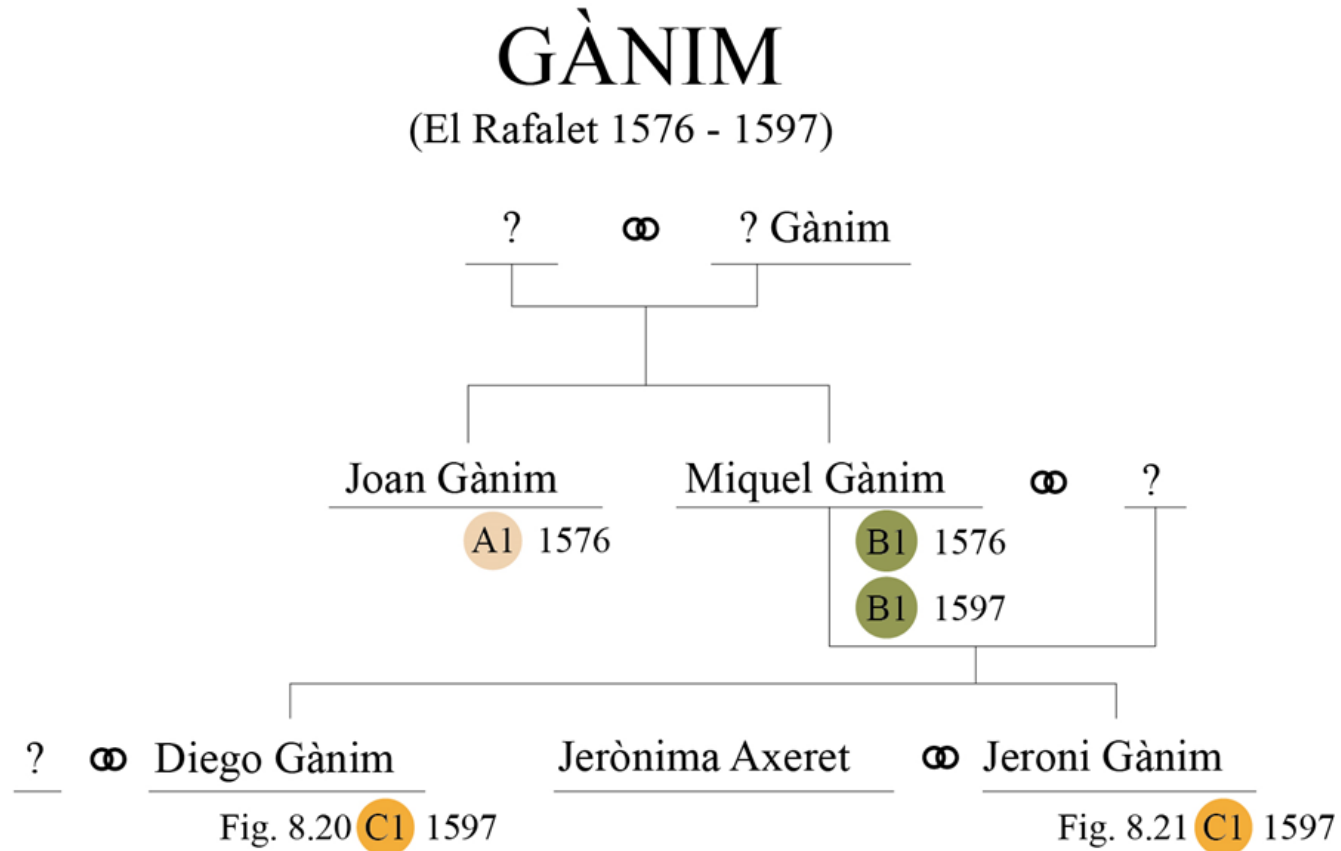 GÀNIM
(El Rafalet 1576 - 1597)
? ? Gànim
Joan Gànim Miquel Gànim ?
A1 1576 B1 1576
B1 1597
? Diego Gànim Jerònima Axeret Jeroni Gànim
Fig. 8.20 C1 1597 Fig. 8.21 C1 1597